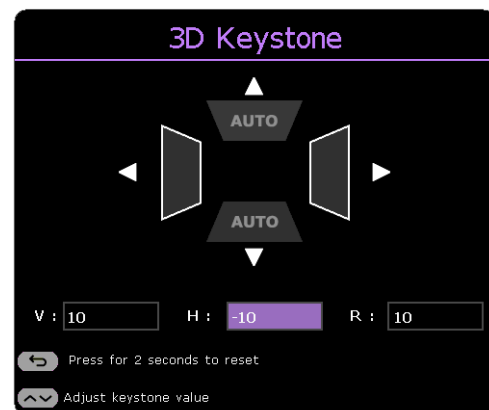 3D Keystone
AUTO
AUTO
V : 10 H : -10 R : 10
Press for 2 seconds to reset
Adjust keystone value